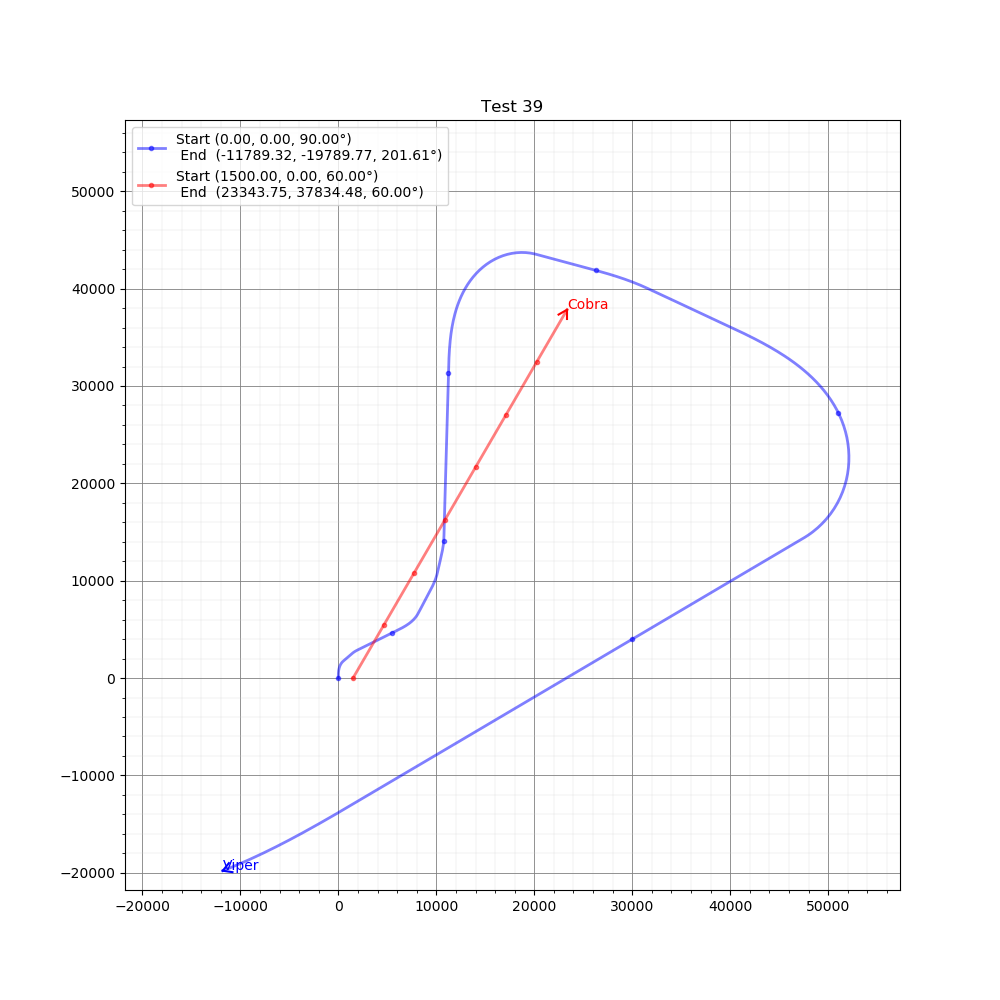 Test 39
Start (0.00, 0.00, 90.00°)
End  (-11789.32, -19789.77, 201.61°)
Start (1500.00, 0.00, 60.00°)
End  (23343.75, 37834.48, 60.00°)
50000
40000
Cobra
30000
20000
10000
0
−10000
−20000
Viper
−20000 −10000 0 10000 20000 30000 40000 50000